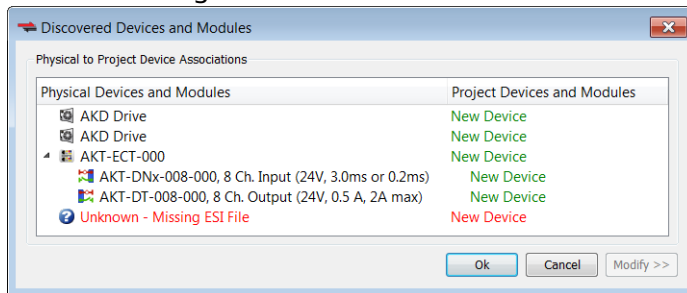 Discovered Devices and Modules
Physical to Project Device Associations
Physical Devices and Modules Project Devices and Modules
AKD Drive New Device
AKD Drive New Device
AKT-ECT-000 New Device
AKT-DNx-008-000, 8 Ch. Input (24V, 3.0ms or 0.2ms) New Device
AKT-DT-008-000, 8 Ch. Output (24V, 0.5 A, 2A max) New Device
Unknown - Missing ESI File New Device
Ok Cancel Modify >>